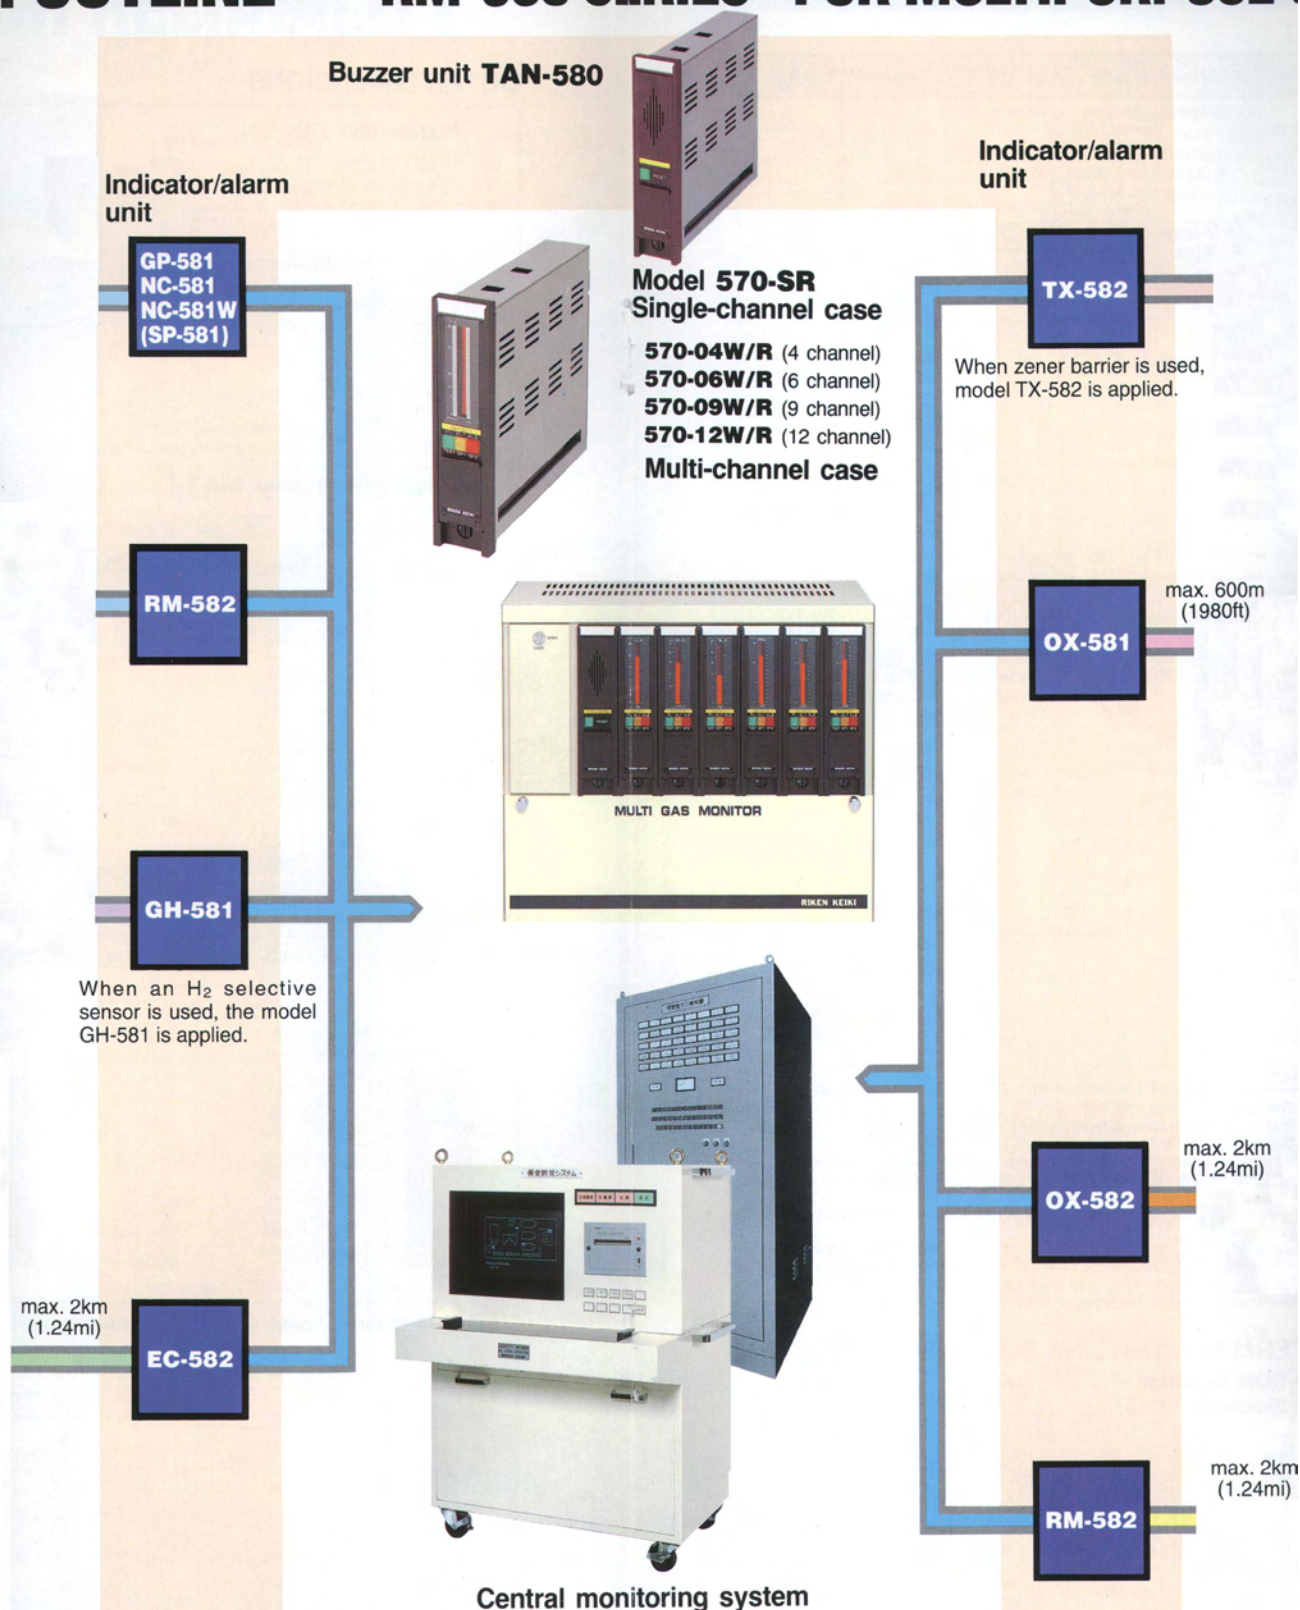 Buzzer unit TAN-580
Indicator/alarm
unit
GP-581
NC-581
NC-581W
(SP-581)
RM-582
GH-581
When an H₂ selective
sensor is used, the model
GH-581 is applied.
max. 2km
(1.24mi)
EC-582
Model 570-SR
Single-channel case
570-04W/R (4 channel)
570-06W/R (6 channel)
570-09W/R (9 channel)
570-12W/R (12 channel)
Multi-channel case
RIKEN KEIKI
MULTI GAS MONITOR
RIKEN KEIKI
Central monitoring system
Indicator/alarm
unit
TX-582
When zener barrier is used,
model TX-582 is applied.
OX-581
max. 600m
(1980ft)
OX-582
max. 2km
(1.24mi)
RM-582
max. 2km
(1.24mi)